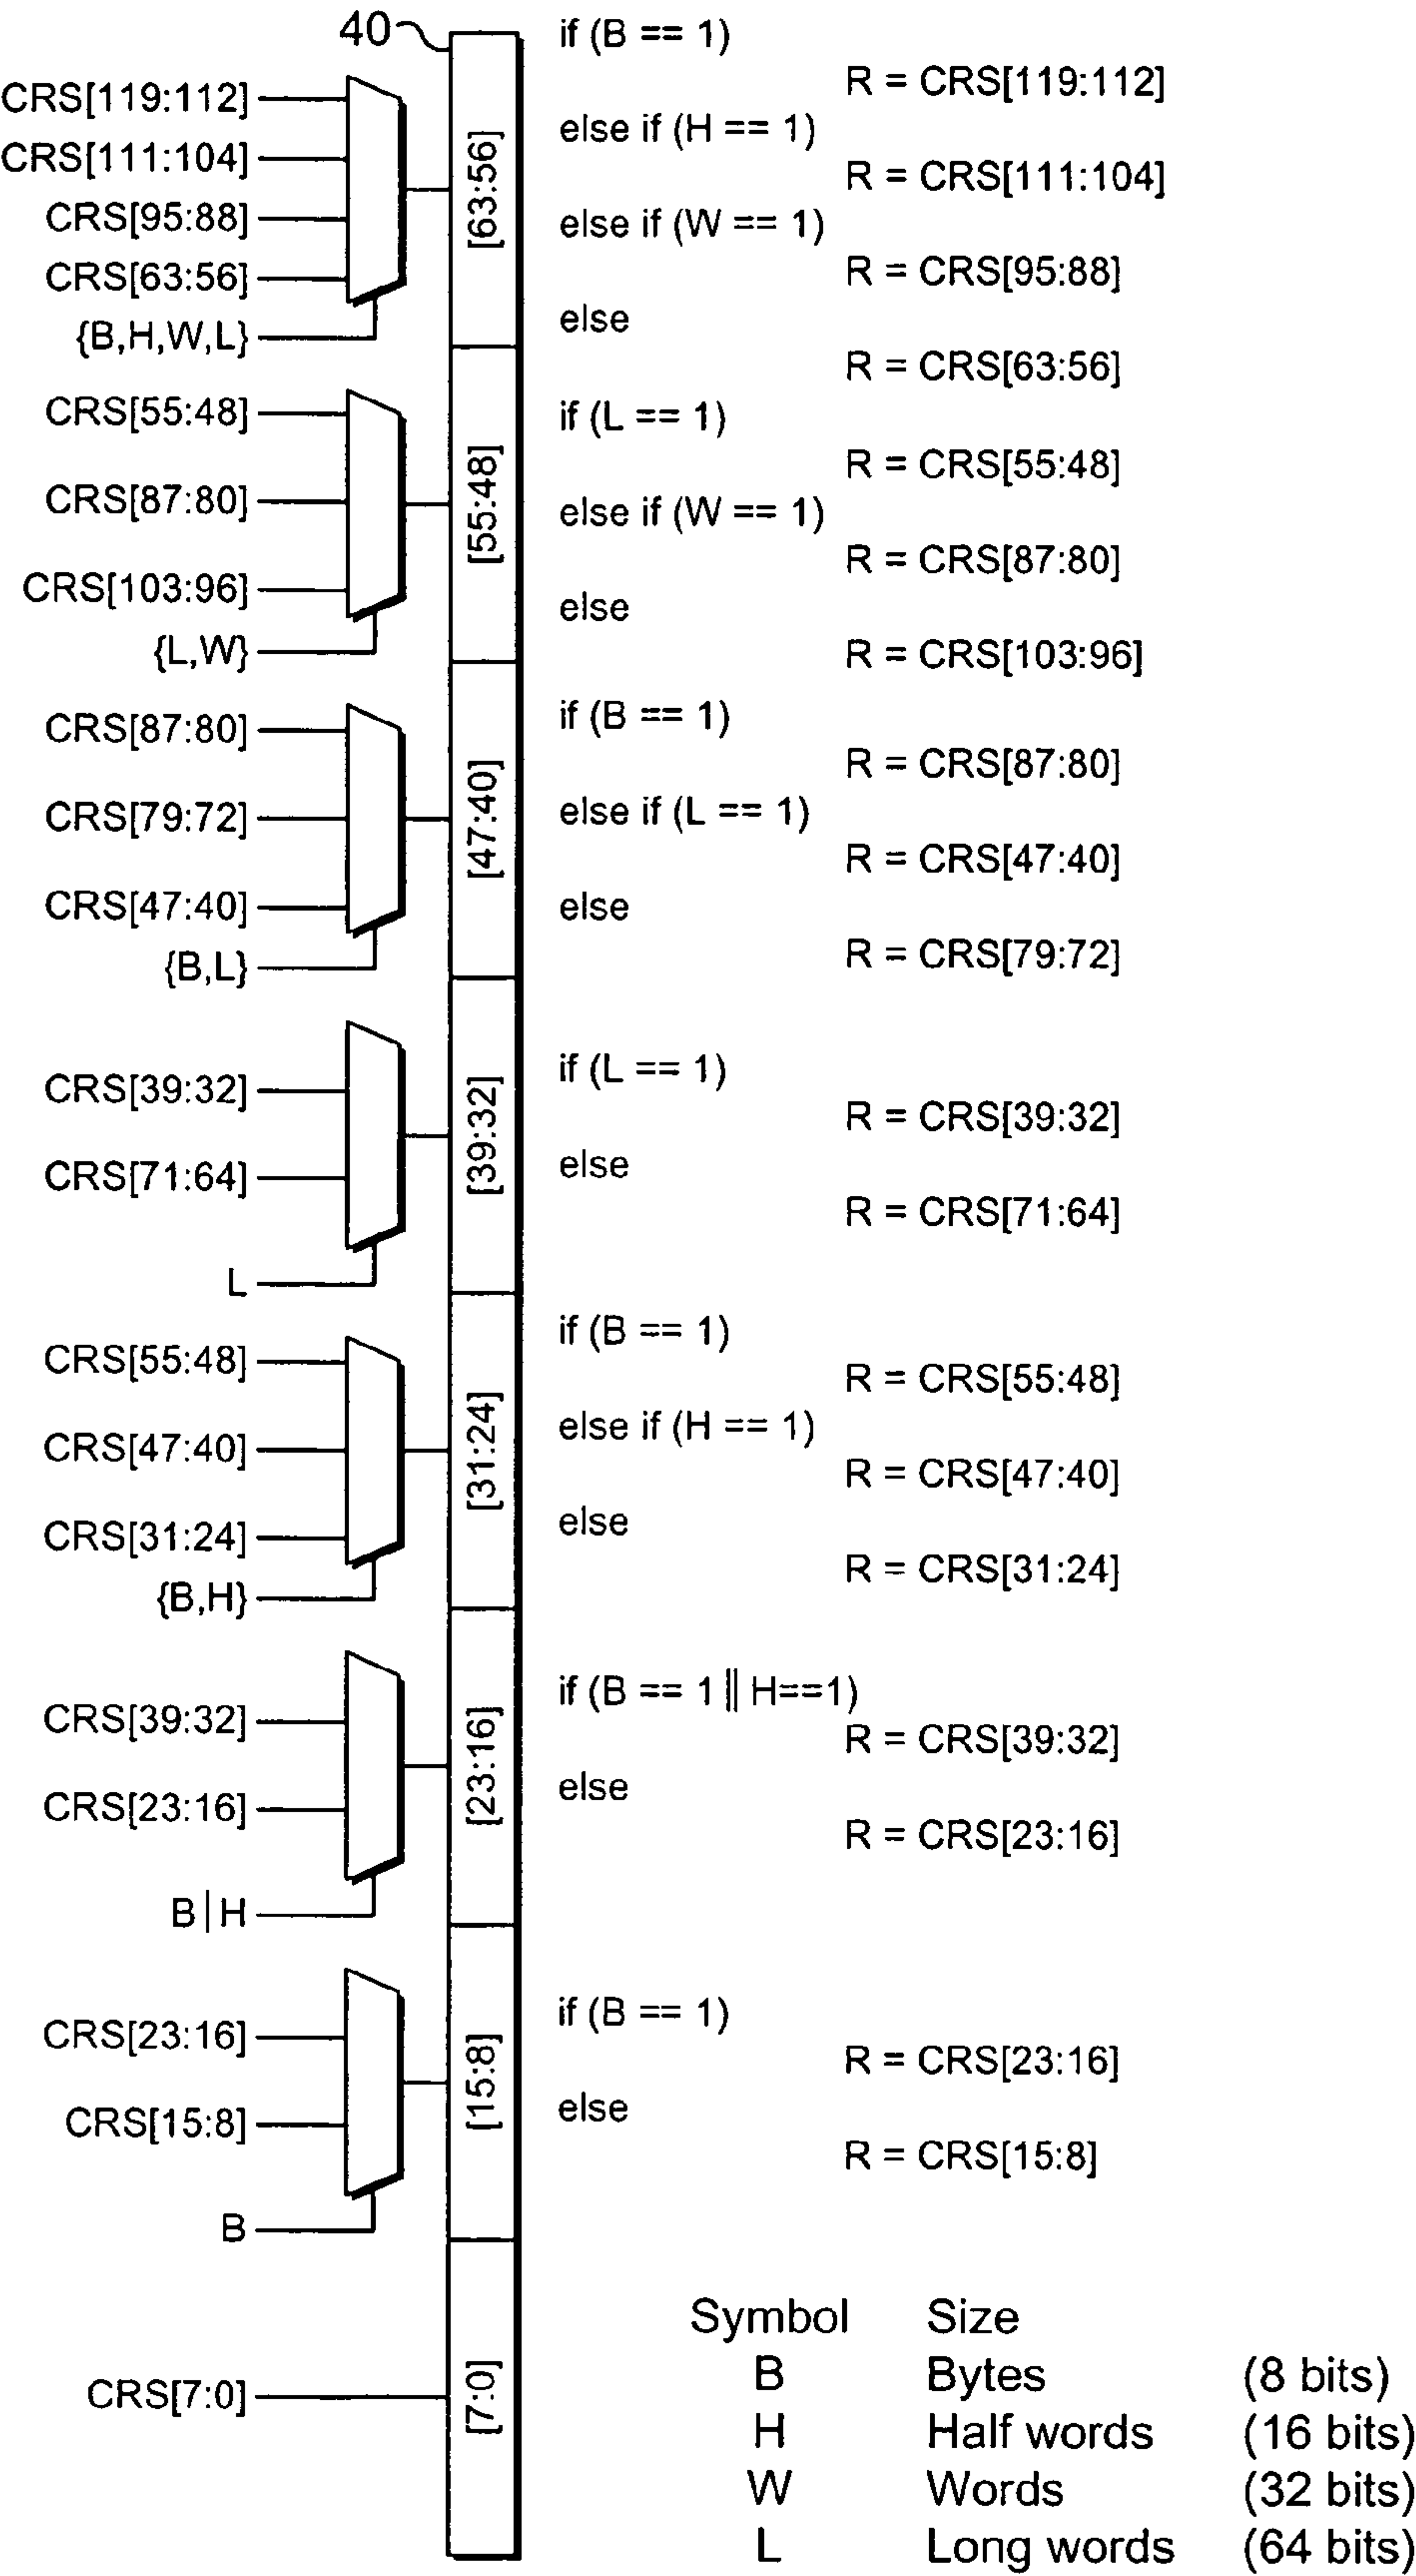 40
CRS[119:112]
CRS[111:104]
CRS[95:88]
CRS[63:56]
{B,H,W,L}
[63:56]
if (B == 1)
R = CRS[119:112]
else if (H == 1)
R = CRS[111:104]
else if (W == 1)
R = CRS[95:88]
else
R = CRS[63:56]
CRS[55:48]
CRS[87:80]
CRS[103:96]
{L,W}
[55:48]
if (L == 1)
R = CRS[55:48]
else if (W == 1)
R = CRS[87:80]
else
R = CRS[103:96]
CRS[87:80]
CRS[79:72]
CRS[47:40]
{B,L}
[47:40]
if (B == 1)
R = CRS[87:80]
else if (L == 1)
R = CRS[47:40]
else
R = CRS[79:72]
CRS[39:32]
CRS[71:64]
L
[39:32]
if (L == 1)
R = CRS[39:32]
else
R = CRS[71:64]
CRS[55:48]
CRS[47:40]
CRS[31:24]
{B,H}
[31:24]
if (B == 1)
R = CRS[55:48]
else if (H == 1)
R = CRS[47:40]
else
R = CRS[31:24]
CRS[39:32]
CRS[23:16]
B|H
[23:16]
if (B == 1 || H==1)
R = CRS[39:32]
else
R = CRS[23:16]
CRS[23:16]
CRS[15:8]
B
[15:8]
if (B == 1)
R = CRS[23:16]
else
R = CRS[15:8]
CRS[7:0]
[7:0]
Symbol Size
B Bytes (8 bits)
H Half words (16 bits)
W Words (32 bits)
L Long words (64 bits)